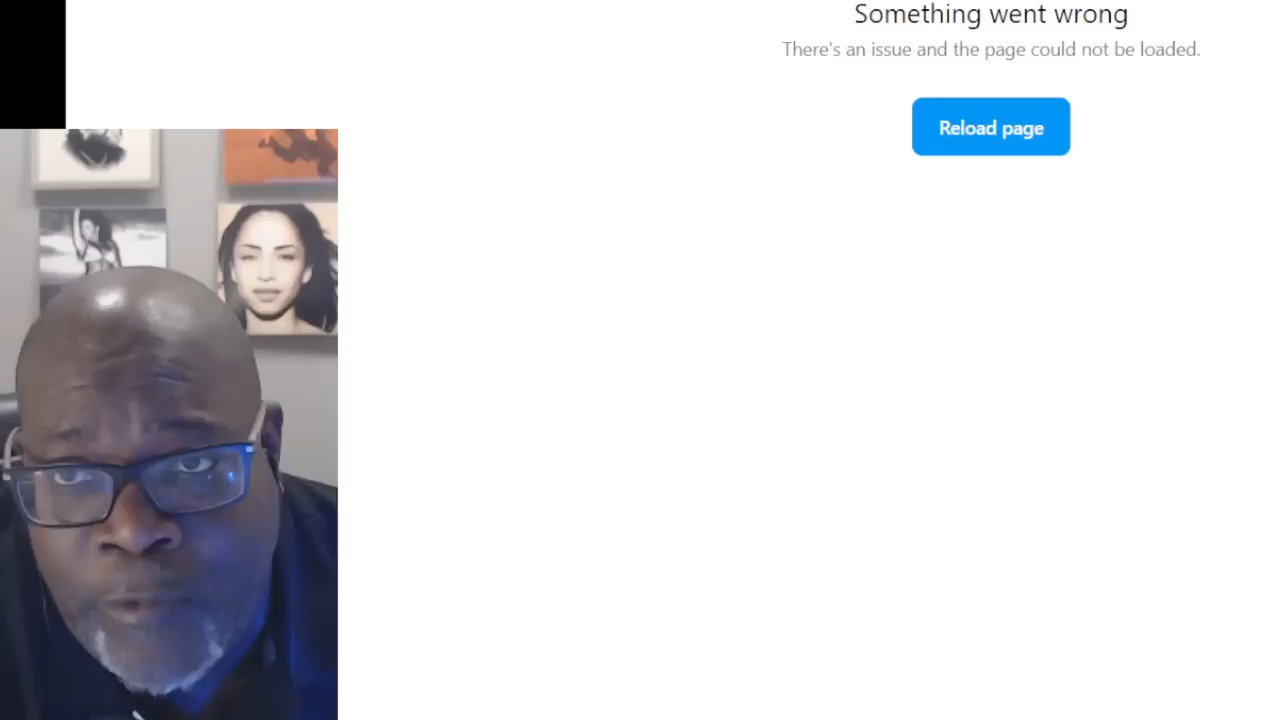 Something went wrong
There's an issue and the page could not be loaded.
Reload page